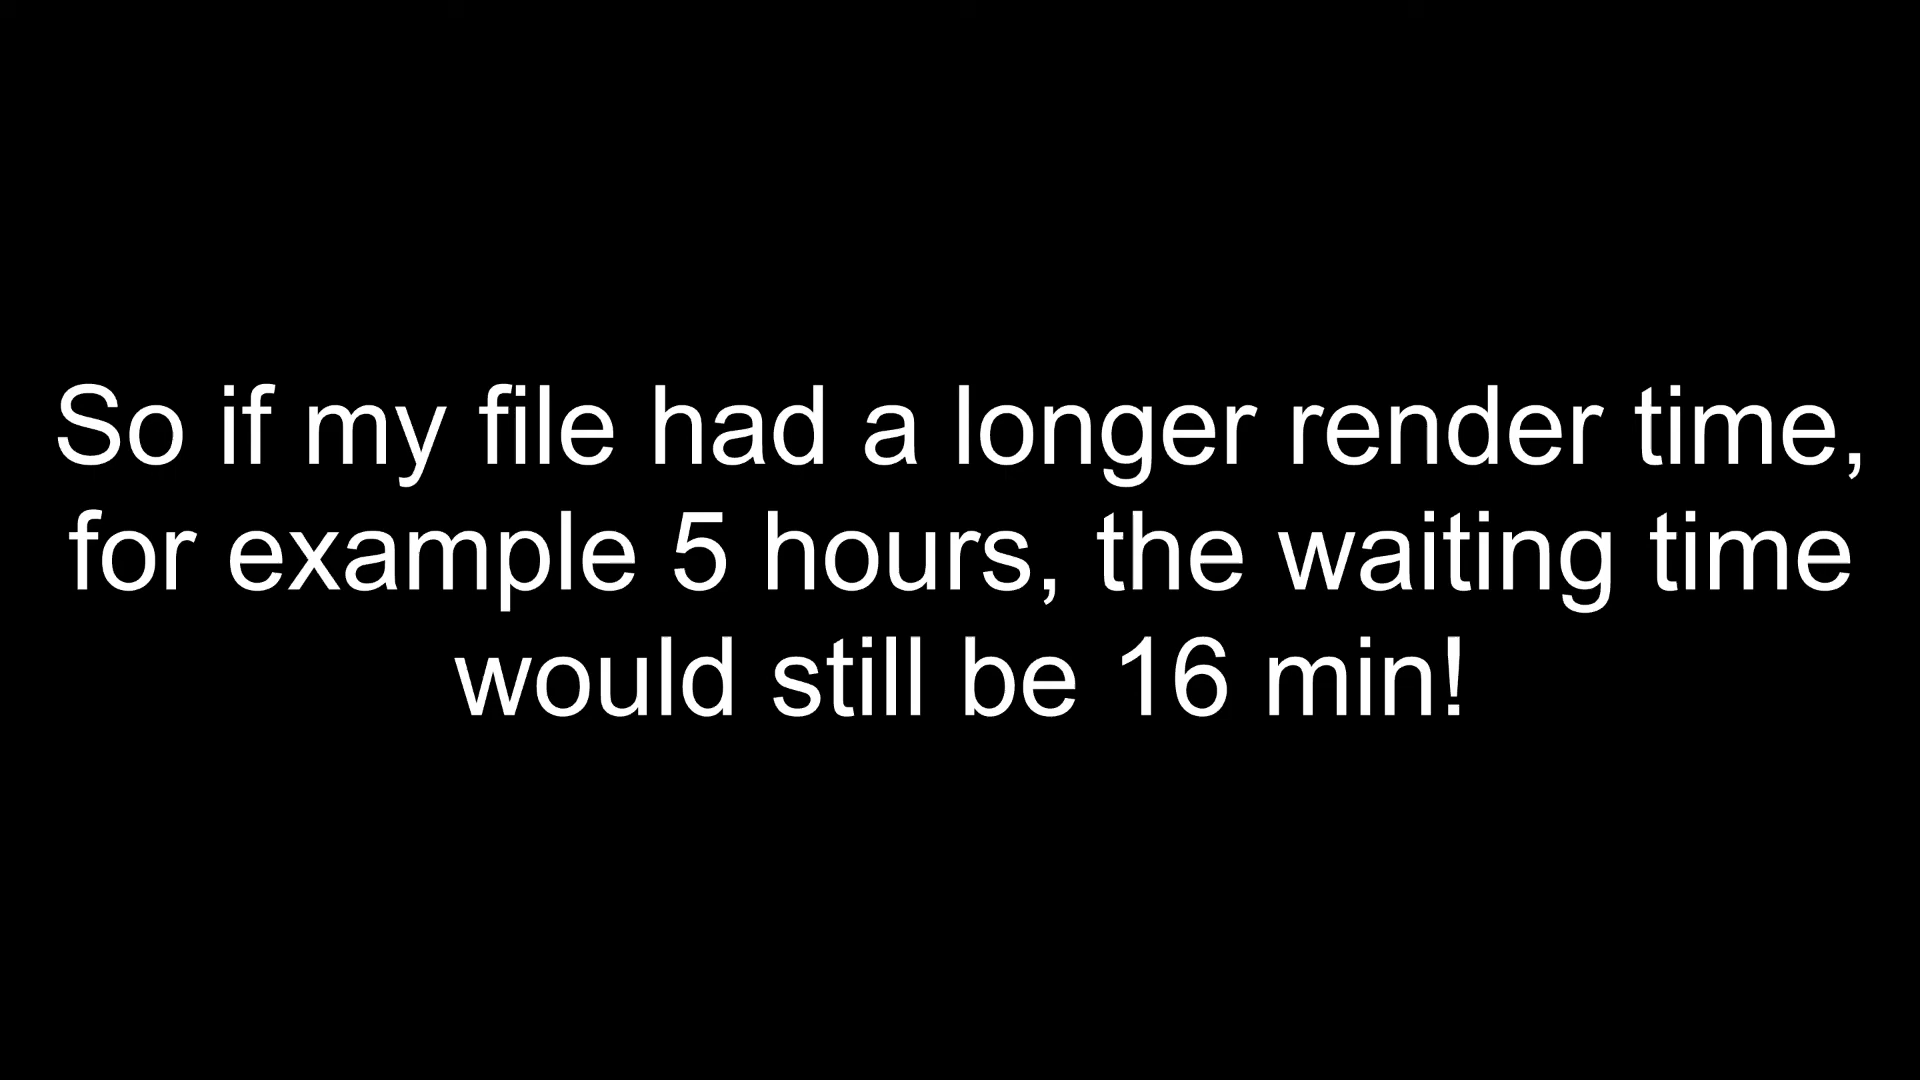 So if my file had a longer render time,
for example 5 hours, the waiting time
would still be 16 min!